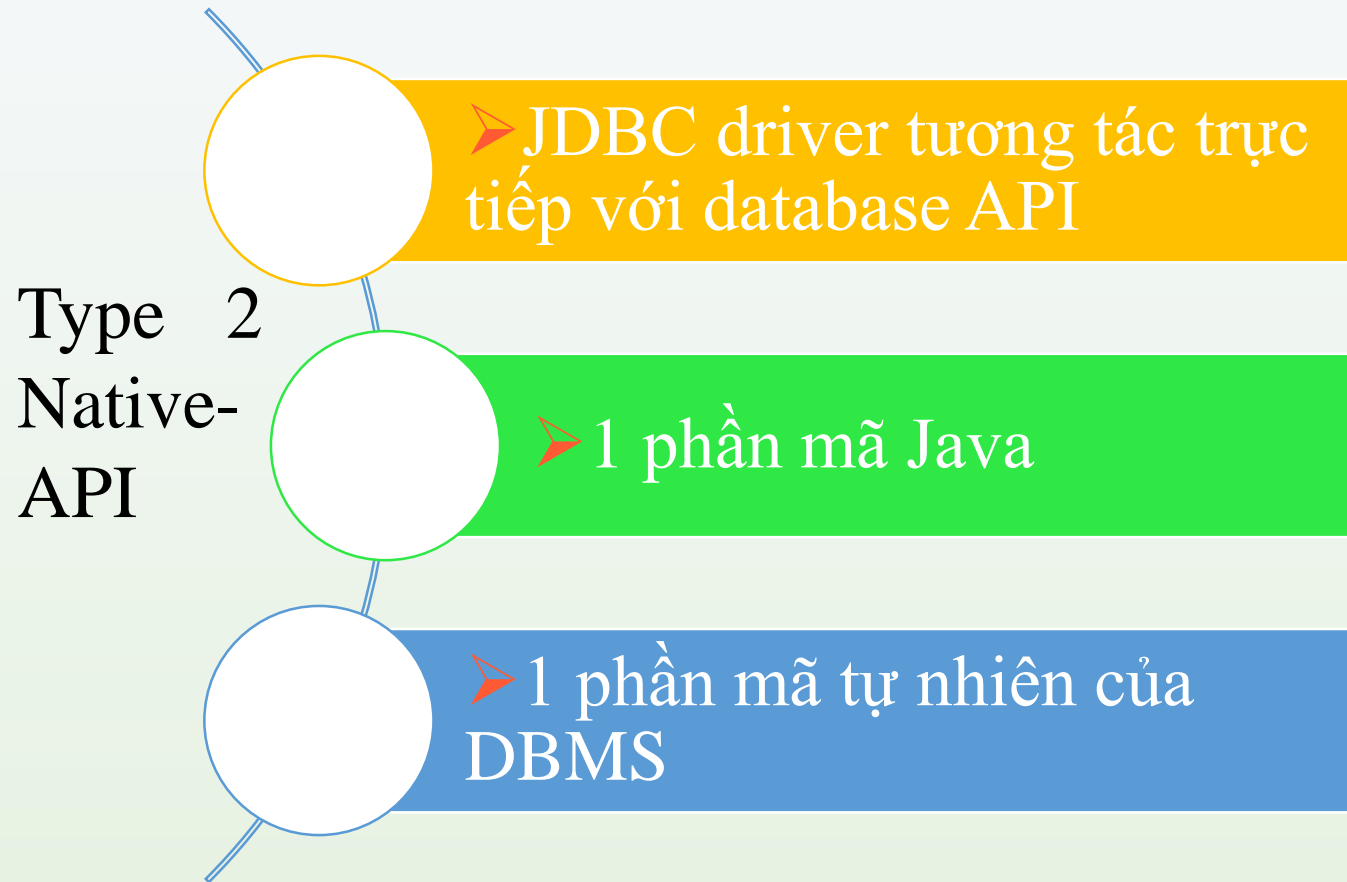 Type 2
Native-
API
➢JDBC driver tương tác trực
tiếp với database API
➢1 phần mã Java
➢1 phần mã tự nhiên của
DBMS